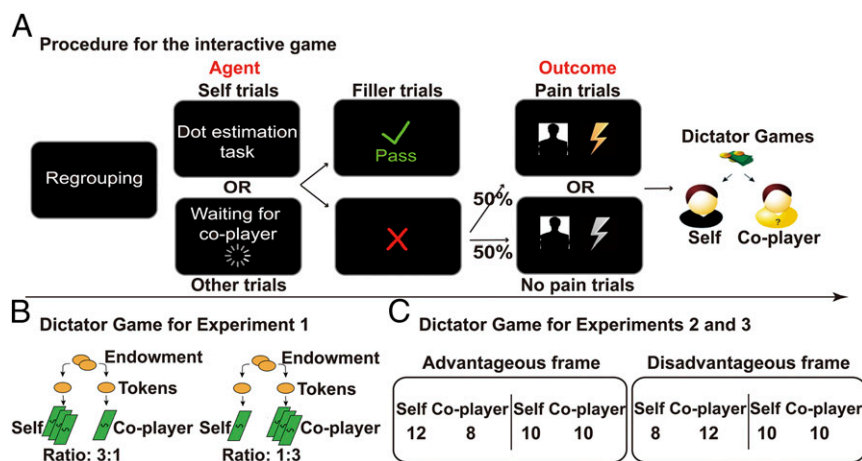 A
Procedure for the interactive game
Agent
Outcome
Self trials
Filler trials
Pain trials
Dot estimation
task
Pass
Regrouping
OR
OR
Dictator Games
Waiting for
co-player
50%
50%
Self
Co-player
?
Other trials
No pain trials
B
Dictator Game for Experiment 1
Endowment
Tokens
Self
Co-player
Ratio: 3:1
Endowment
Tokens
Self
Co-player
Ratio: 1:3
C
Dictator Game for Experiments 2 and 3
Advantageous frame
Self Co-player Self Co-player
12 8 10 10
Disadvantageous frame
Self Co-player Self Co-player
8 12 10 10